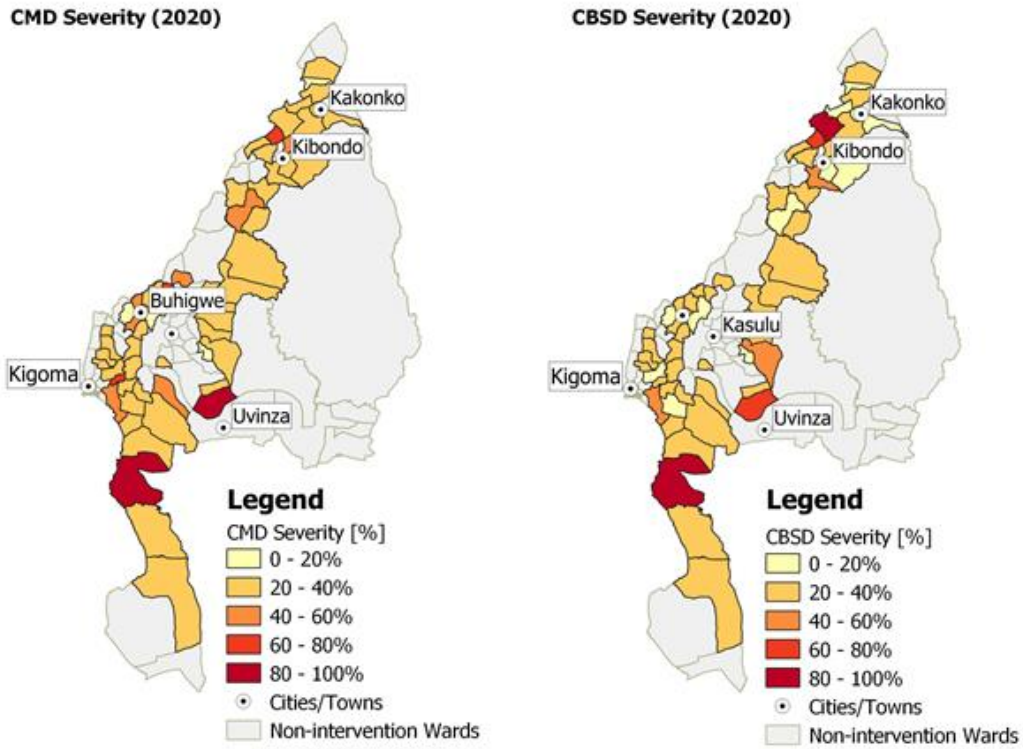 CMD Severity (2020)
Kakonko
Kibondo
Buhigwe
Kigoma
Uvinza
Legend
CMD Severity [%]
0 - 20%
20 - 40%
40 - 60%
60 - 80%
80 - 100%
Cities/Towns
Non-intervention Wards
CBSD Severity (2020)
Kakonko
Kibondo
Kasulu
Kigoma
Uvinza
Legend
CBSD Severity [%]
0 - 20%
20 - 40%
40 - 60%
60 - 80%
80 - 100%
Cities/Towns
Non-intervention Wards